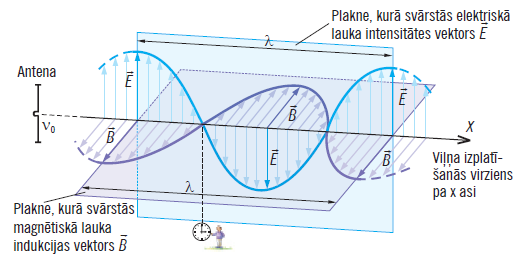 Plakne, kurā svārstās elektriskā
lauka intensitātes vektors E⃗
λ
Antena
E⃗
E⃗
B⃗
ν₀
B⃗
X
E⃗
B⃗
Viļņa izplatī-
šanās virziens
pa x asi
λ
Plakne, kurā svārstās
magnētiskā lauka
indukcijas vektors B⃗